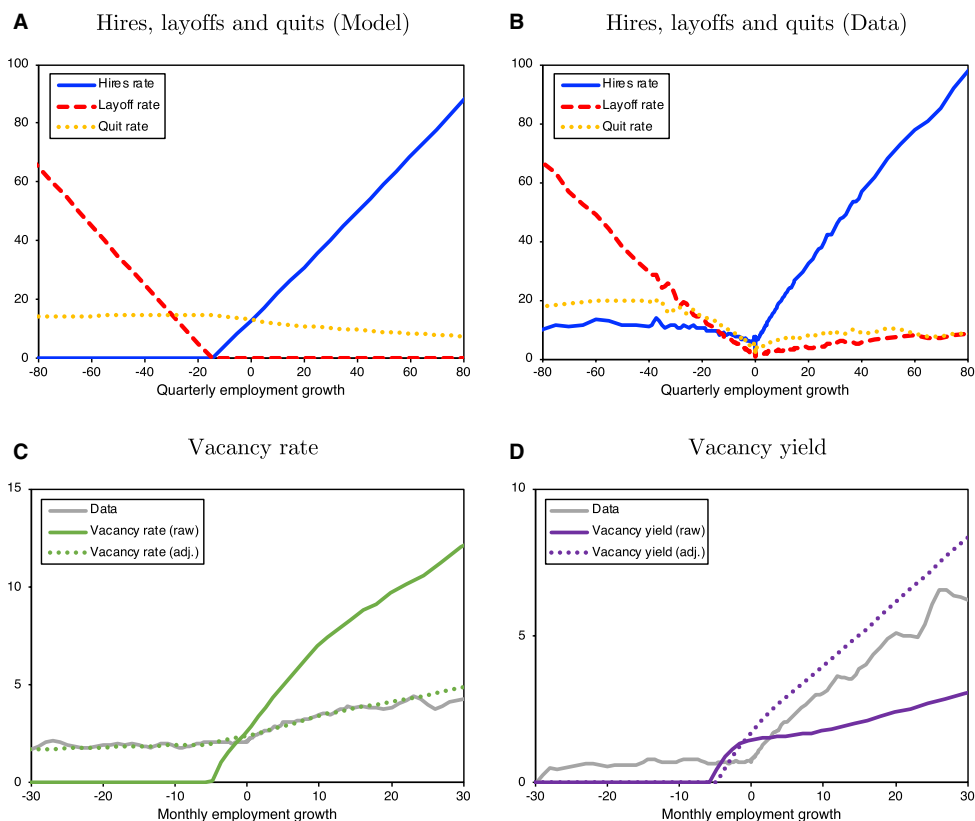 A Hires, layoffs and quits (Model)
100
80
60
40
20
0
Hires rate
Layoff rate
Quit rate
-80 -60 -40 -20 0 20 40 60 80
Quarterly employment growth
B Hires, layoffs and quits (Data)
100
80
60
40
20
0
Hires rate
Layoff rate
Quit rate
-80 -60 -40 -20 0 20 40 60 80
Quarterly employment growth
C Vacancy rate
15
10
5
0
Data
Vacancy rate (raw)
Vacancy rate (adj.)
-30 -20 -10 0 10 20 30
Monthly employment growth
D Vacancy yield
10
5
0
Data
Vacancy yield (raw)
Vacancy yield (adj.)
-30 -20 -10 0 10 20 30
Monthly employment growth